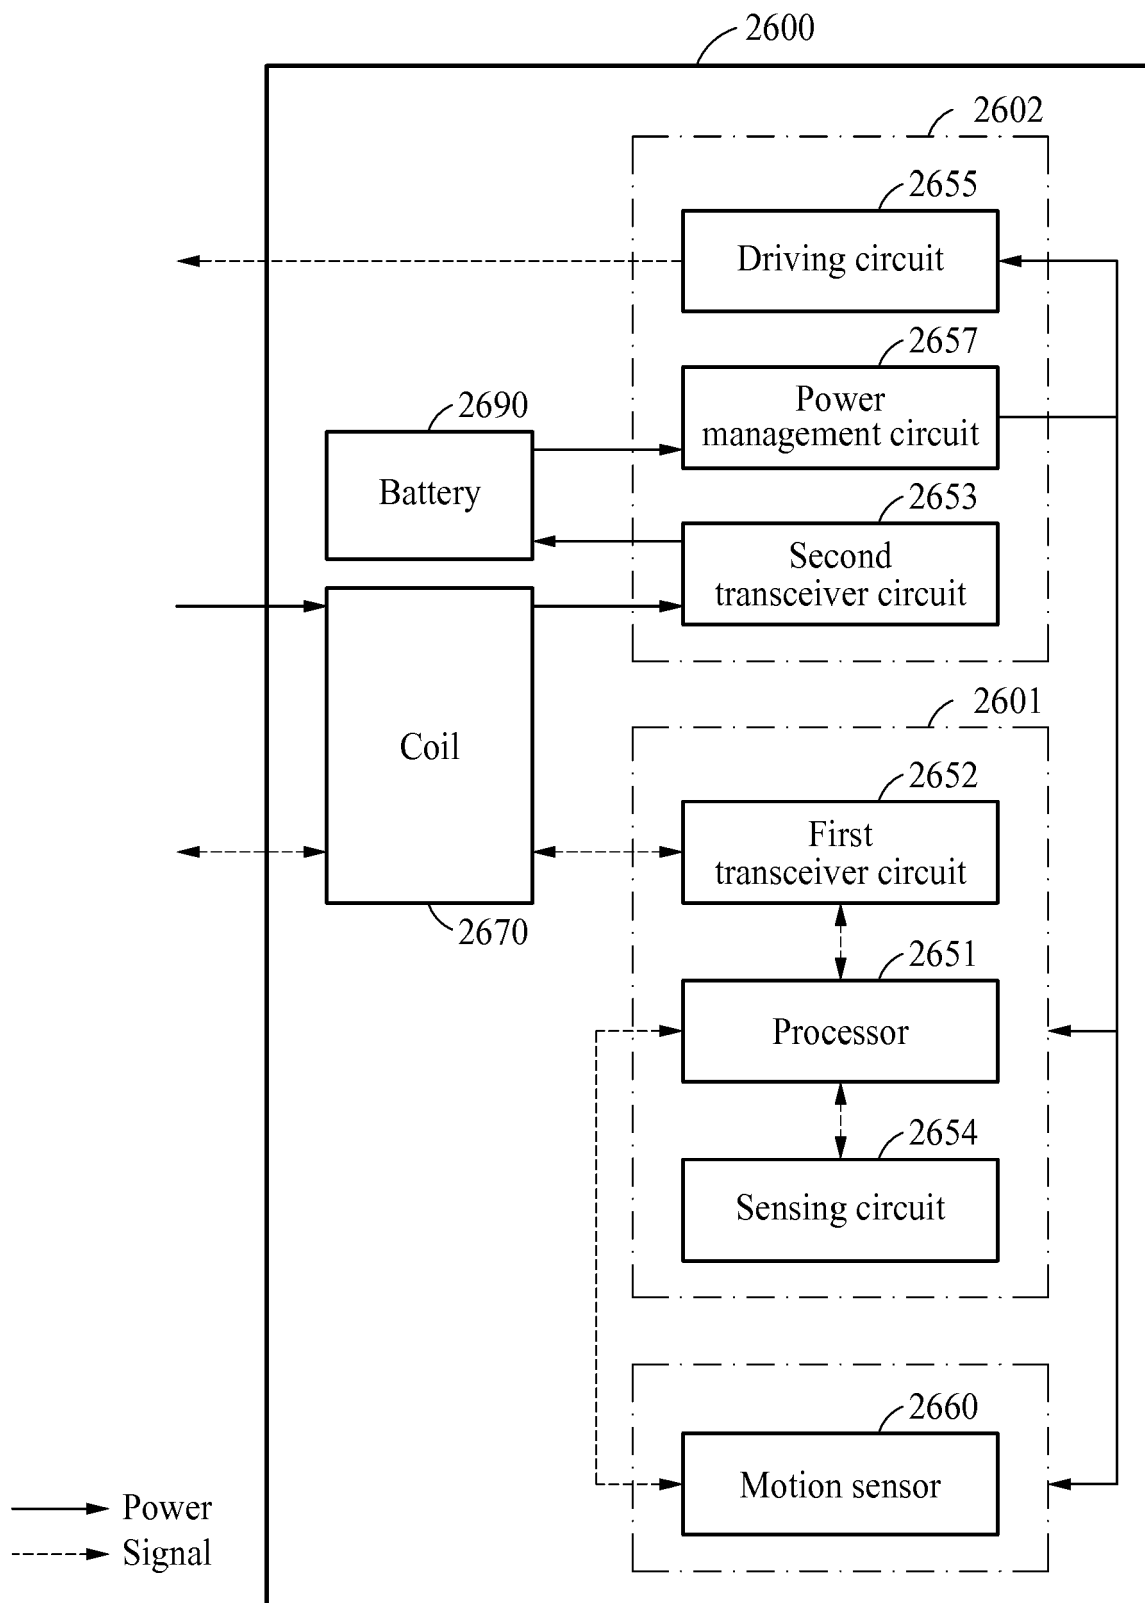 2600
2602
2655
Driving circuit
2657
Power
management circuit
2690
Battery
2653
Second
transceiver circuit
2601
Coil
2652
First
transceiver circuit
2670
2651
Processor
2654
Sensing circuit
2660
Motion sensor
Power
Signal